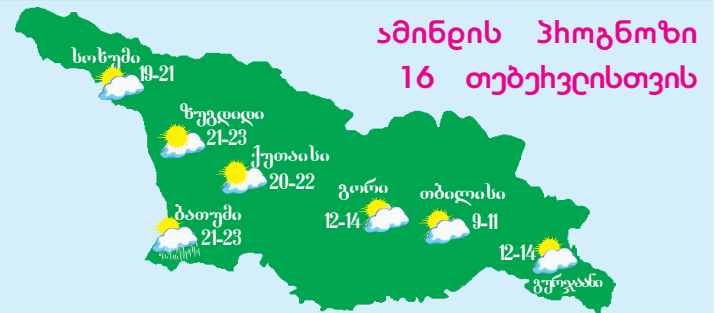 ამინდის პროგნოზი
16 თებერვლისთვის
სოხუმი
19-21
ზუგდიდი
21-23
ქუთაისი
20-22
გორი
12-14
თბილისი
9-11
ბათუმი
21-23
12-14
გურჯაანი